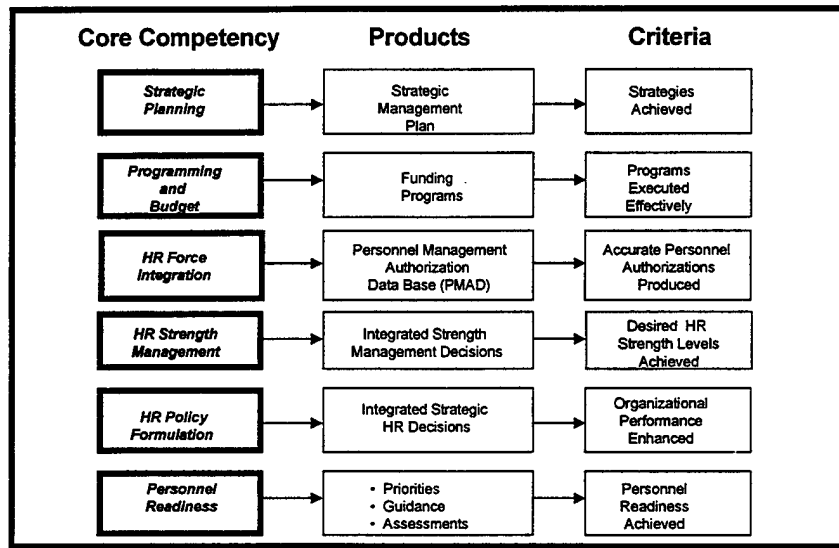 Core Competency Products Criteria
Strategic
Planning
Strategic
Management
Plan
Strategies
Achieved
Programming
and
Budget
Funding
Programs
Programs
Executed
Effectively
HR Force
Integration
Personnel Management
Authorization
Data Base (PMAD)
Accurate Personnel
Authorizations
Produced
HR Strength
Management
Integrated Strength
Management Decisions
Desired HR
Strength Levels
Achieved
HR Policy
Formulation
Integrated Strategic
HR Decisions
Organizational
Performance
Enhanced
Personnel
Readiness
• Priorities
• Guidance
• Assessments
Personnel
Readiness
Achieved